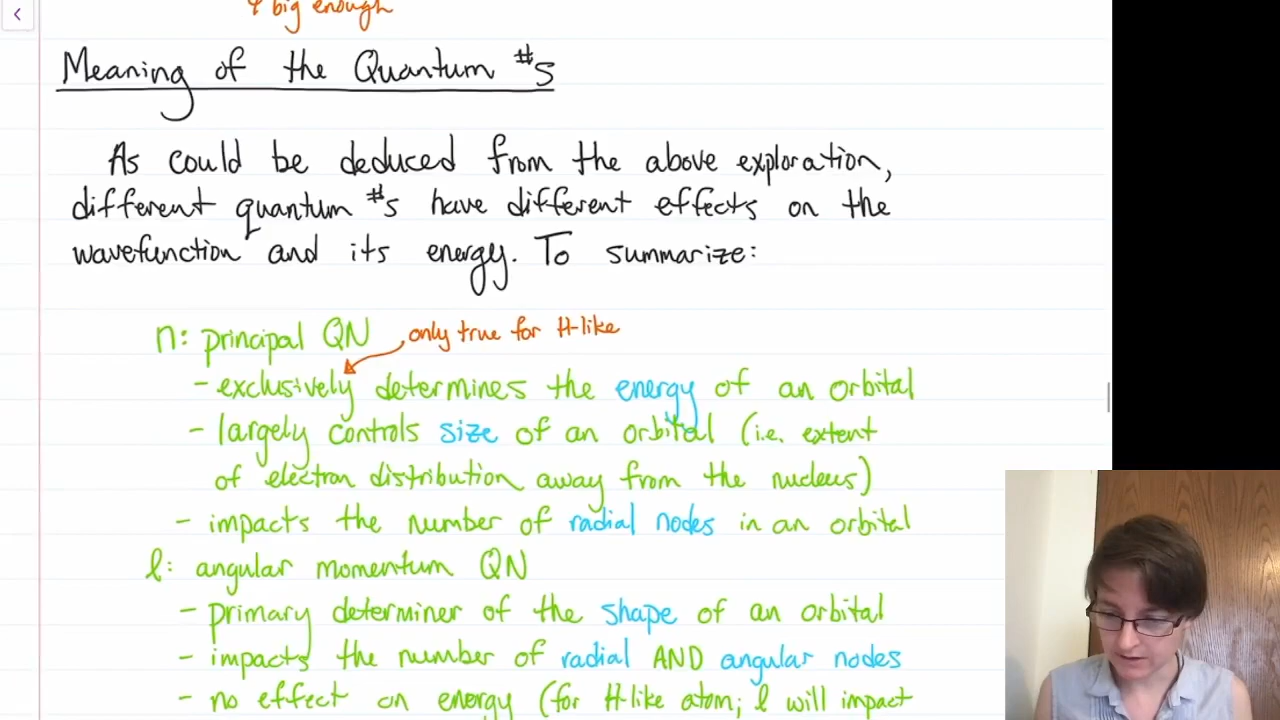 & big enough
Meaning of the Quantum #s
As could be deduced from the above exploration,
different quantum #s have different effects on the
wavefunction and its energy. To summarize:
n: principal QN
only true for H-like
- exclusively determines the energy of an orbital
- largely controls size of an orbital (i.e. extent
of electron distribution away from the nucleus)
- impacts the number of radial nodes in an orbital
l: angular momentum QN
- primary determiner of the shape of an orbital
- impacts the number of radial AND angular nodes
- no effect on energy (for H-like atom; l will impact